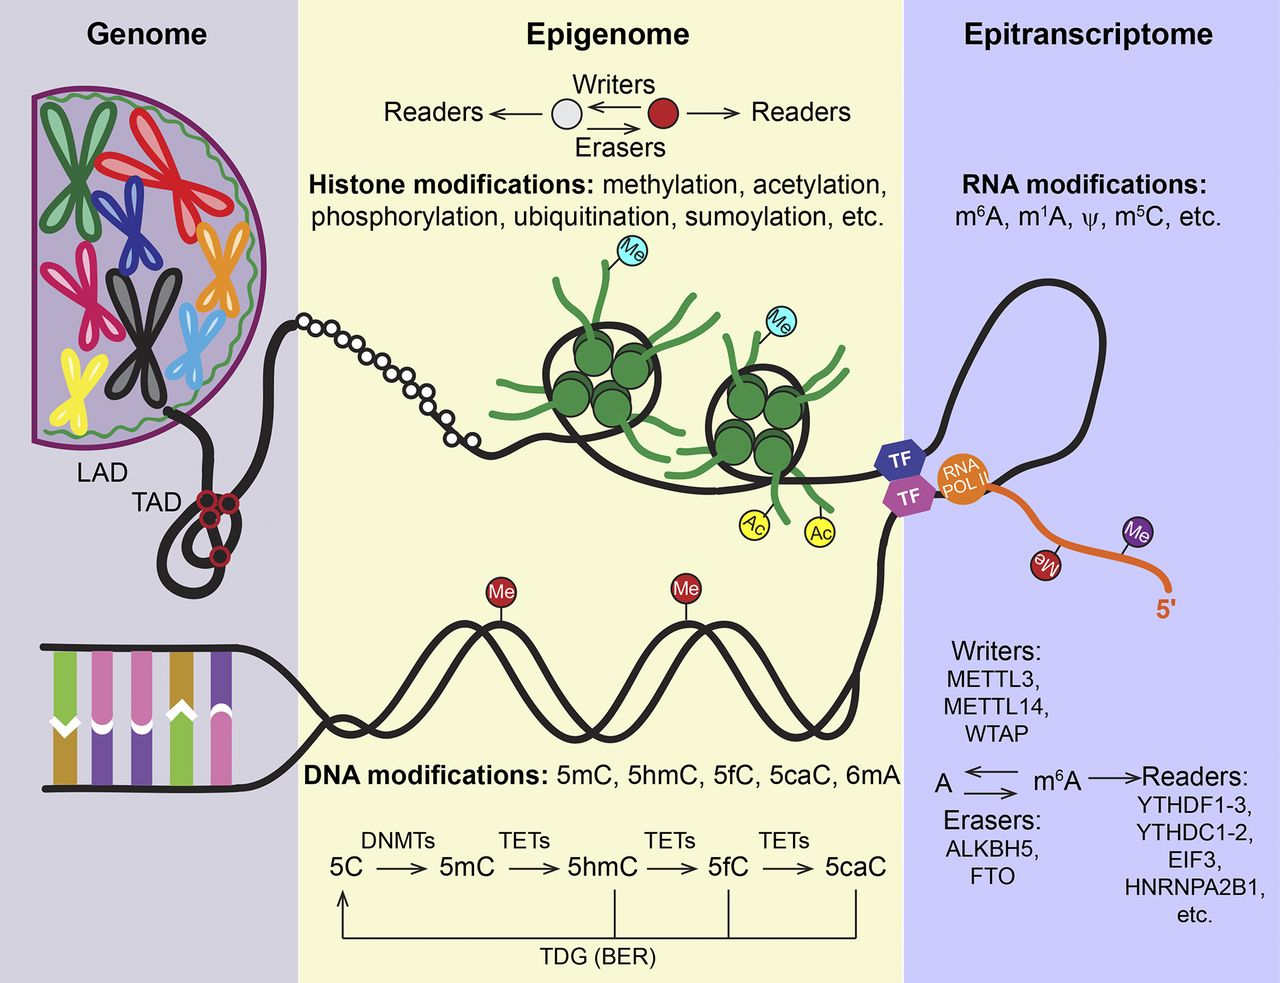 Genome
Epigenome
Epitranscriptome
Writers
Readers
Readers
Erasers
Histone modifications: methylation, acetylation,
phosphorylation, ubiquitination, sumoylation, etc.
RNA modifications:
m⁶A, m¹A, ψ, m⁵C, etc.
Me
Me
LAD
TAD
TF
TF
RNA
POL II
Ac
Ac
Me
Me
5'
Me
Me
DNA modifications: 5mC, 5hmC, 5fC, 5caC, 6mA
DNMTs
TETs
TETs
TETs
5C
5mC
5hmC
5fC
5caC
TDG (BER)
Writers:
METTL3,
METTL14,
WTAP
A
m⁶A
Erasers:
ALKBH5,
FTO
Readers:
YTHDF1-3,
YTHDC1-2,
EIF3,
HNRNPA2B1,
etc.